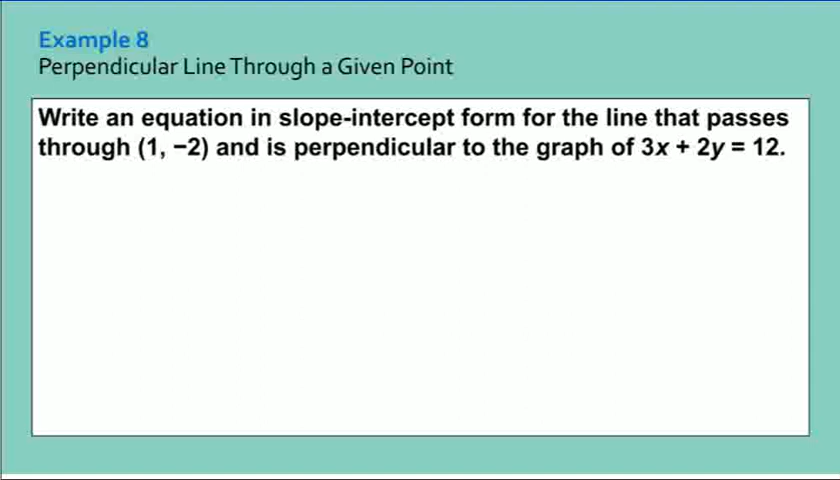 Example 8
Perpendicular Line Through a Given Point
Write an equation in slope-intercept form for the line that passes
through (1, −2) and is perpendicular to the graph of 3x + 2y = 12.